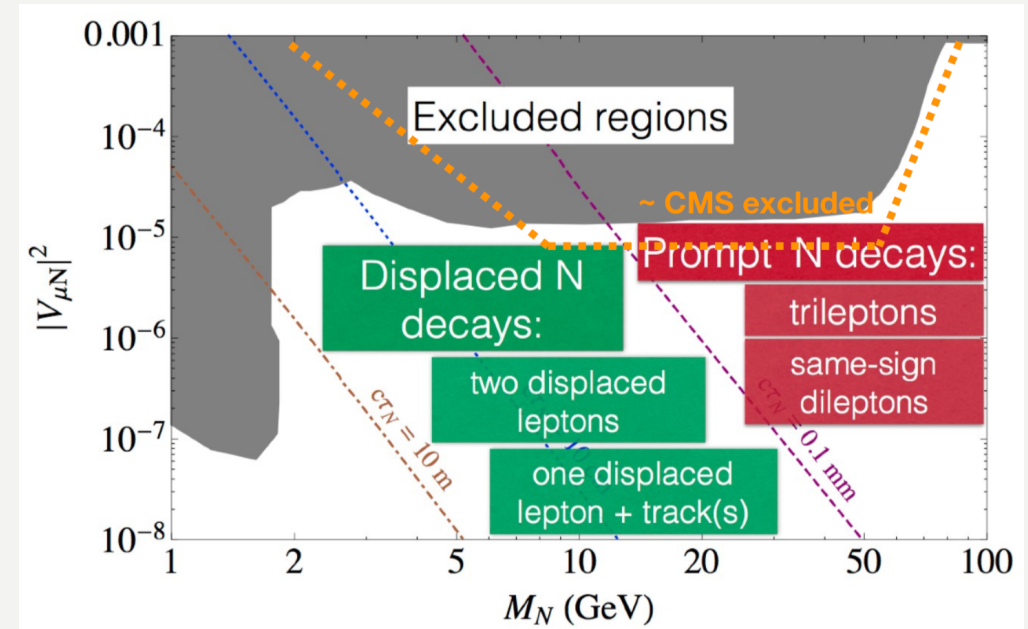 0.001
10⁻⁴
10⁻⁵
10⁻⁶
10⁻⁷
10⁻⁸
|V_μN|²
Excluded regions
~ CMS excluded
Displaced N
decays:
Prompt N decays:
trileptons
same-sign
dileptons
two displaced
leptons
one displaced
lepton + track(s)
cτ_N = 10 m
cτ_N = 0.1 mm
1 2 5 10 20 50 100
M_N (GeV)